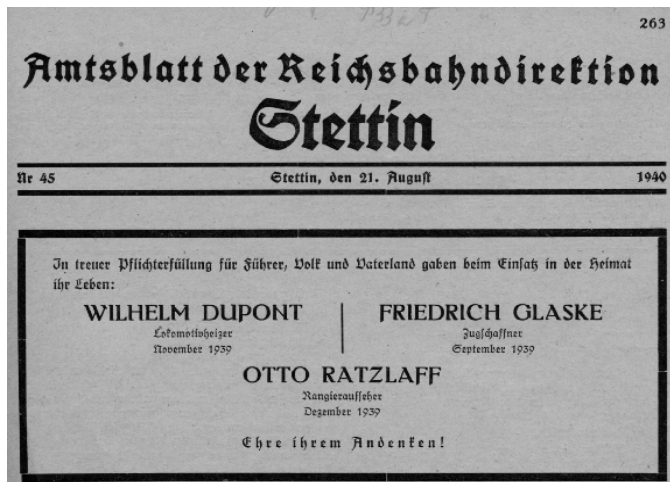 263
Amtsblatt der Reichsbahndirektion
Stettin
Nr 45 Stettin, den 21. August 1940
In treuer Pflichterfüllung für Führer, Volk und Vaterland gaben beim Einsatz in der Heimat
ihr Leben:
WILHELM DUPONT
Lokomotivheizer
November 1939
FRIEDRICH GLASKE
Zugschaffner
September 1939
OTTO RATZLAFF
Rangieraufseher
Dezember 1939
Ehre ihrem Andenken!